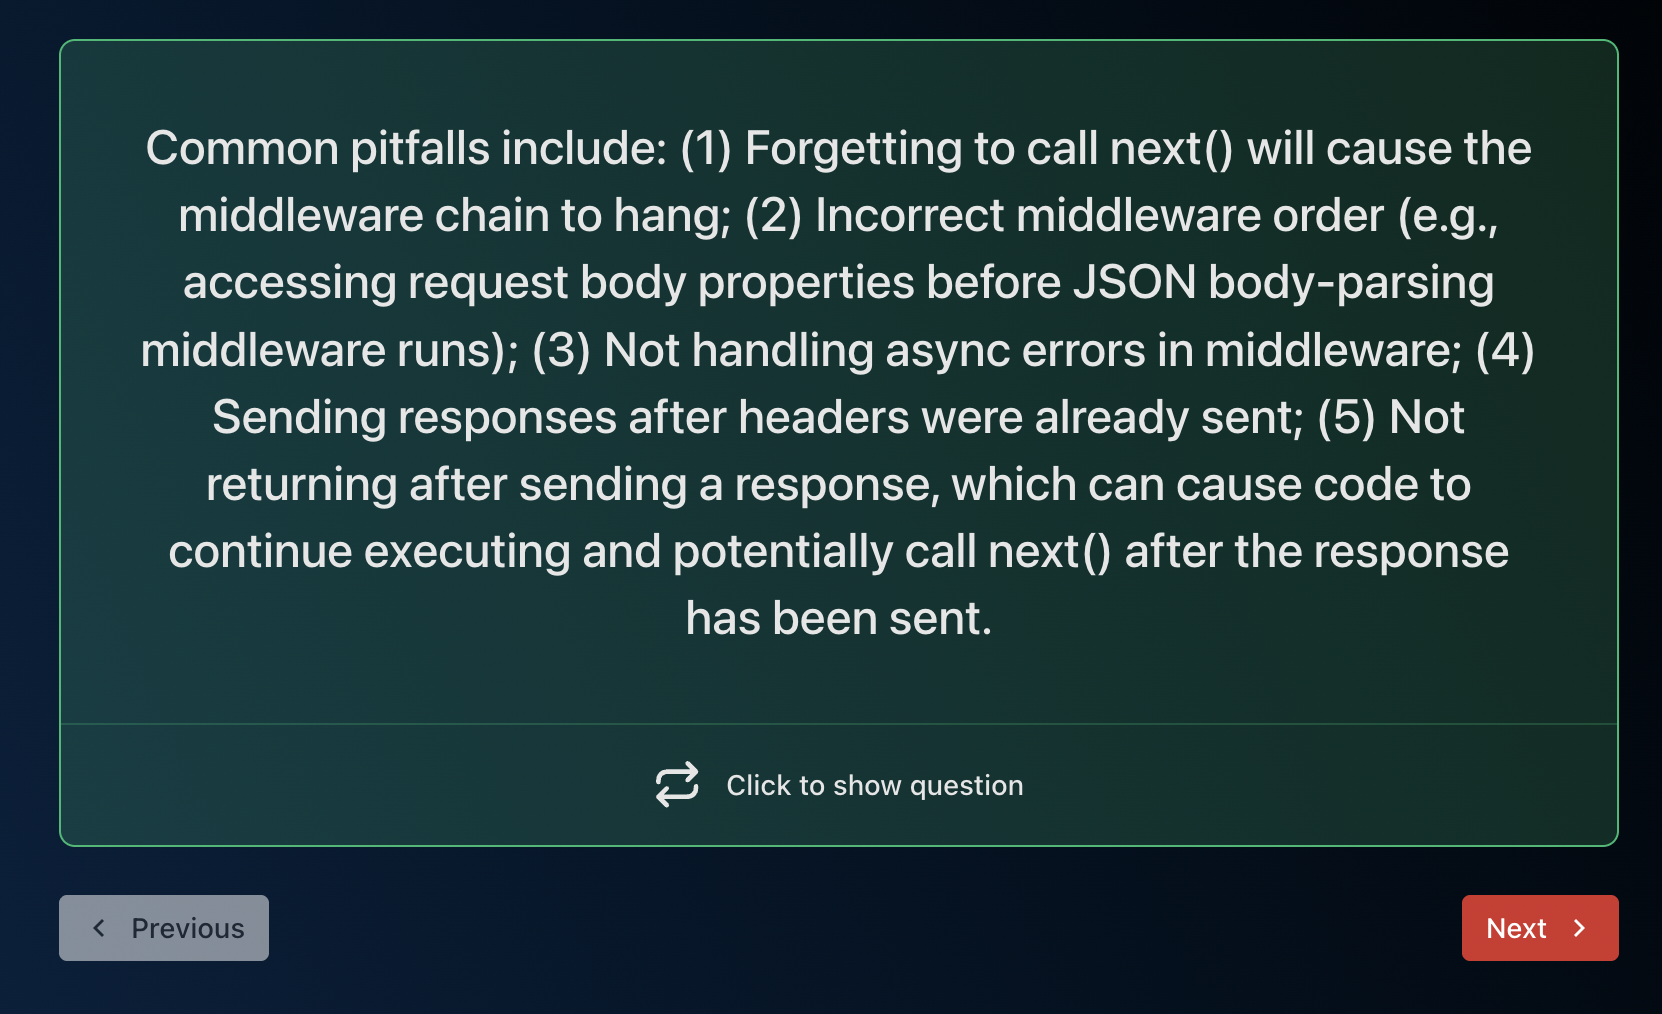 Common pitfalls include: (1) Forgetting to call next() will cause the
middleware chain to hang; (2) Incorrect middleware order (e.g.,
accessing request body properties before JSON body-parsing
middleware runs); (3) Not handling async errors in middleware; (4)
Sending responses after headers were already sent; (5) Not
returning after sending a response, which can cause code to
continue executing and potentially call next() after the response
has been sent.
Click to show question
Previous
Next